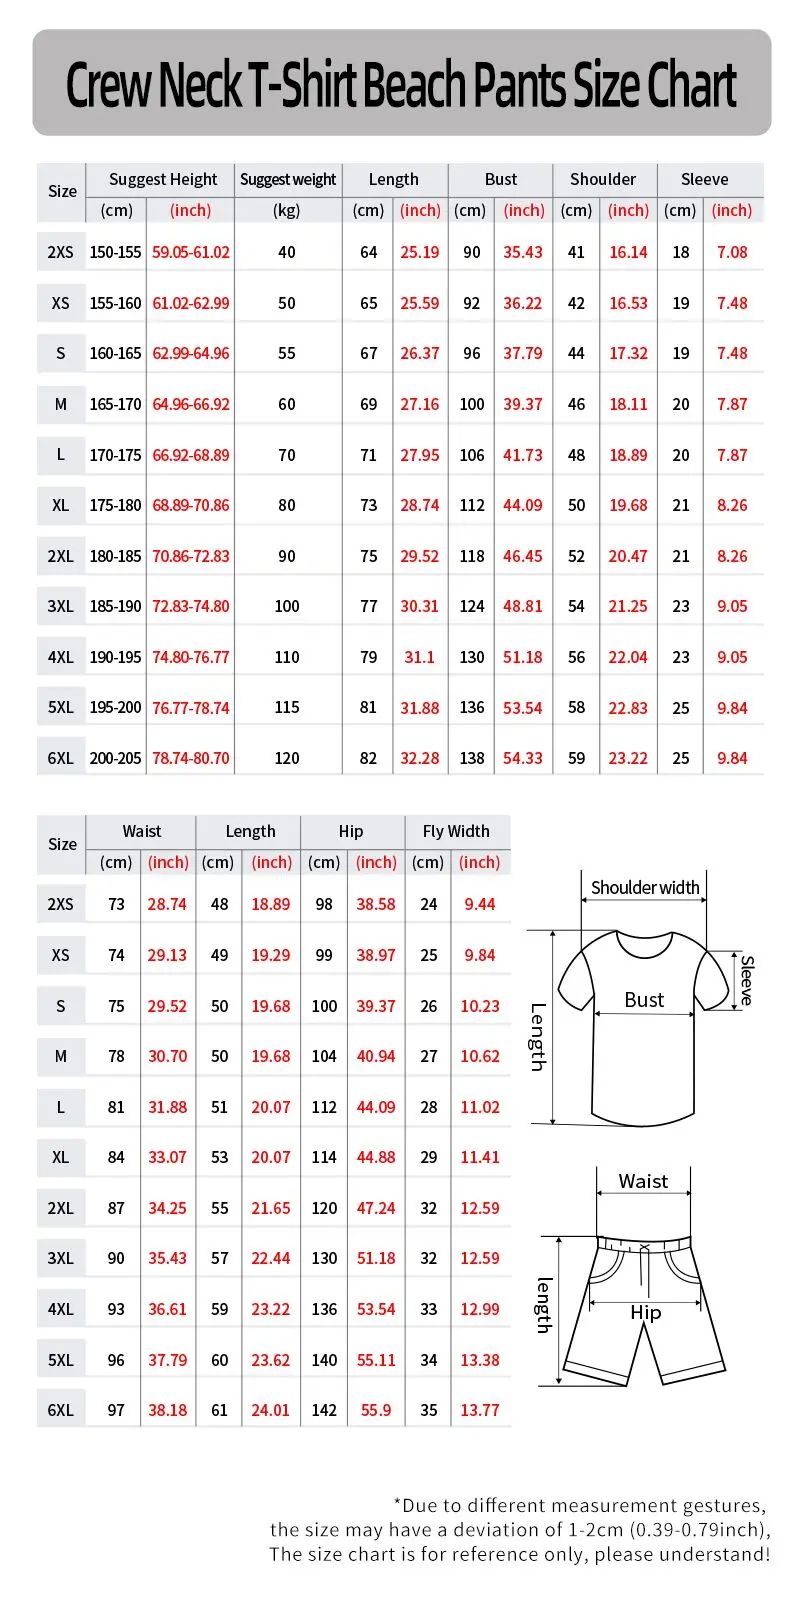 Crew Neck T-Shirt Beach Pants Size Chart
Size Suggest Height Suggest weight Length Bust Shoulder Sleeve
(cm) (inch) (kg) (cm) (inch) (cm) (inch) (cm) (inch) (cm) (inch)
2XS 150-155 59.05-61.02 40 64 25.19 90 35.43 41 16.14 18 7.08
XS 155-160 61.02-62.99 50 65 25.59 92 36.22 42 16.53 19 7.48
S 160-165 62.99-64.96 55 67 26.37 96 37.79 44 17.32 19 7.48
M 165-170 64.96-66.92 60 69 27.16 100 39.37 46 18.11 20 7.87
L 170-175 66.92-68.89 70 71 27.95 106 41.73 48 18.89 20 7.87
XL 175-180 68.89-70.86 80 73 28.74 112 44.09 50 19.68 21 8.26
2XL 180-185 70.86-72.83 90 75 29.52 118 46.45 52 20.47 21 8.26
3XL 185-190 72.83-74.80 100 77 30.31 124 48.81 54 21.25 23 9.05
4XL 190-195 74.80-76.77 110 79 31.1 130 51.18 56 22.04 23 9.05
5XL 195-200 76.77-78.74 115 81 31.88 136 53.54 58 22.83 25 9.84
6XL 200-205 78.74-80.70 120 82 32.28 138 54.33 59 23.22 25 9.84
Size Waist Length Hip Fly Width
(cm) (inch) (cm) (inch) (cm) (inch) (cm) (inch)
2XS 73 28.74 48 18.89 98 38.58 24 9.44
XS 74 29.13 49 19.29 99 38.97 25 9.84
S 75 29.52 50 19.68 100 39.37 26 10.23
M 78 30.70 50 19.68 104 40.94 27 10.62
L 81 31.88 51 20.07 112 44.09 28 11.02
XL 84 33.07 53 20.07 114 44.88 29 11.41
2XL 87 34.25 55 21.65 120 47.24 32 12.59
3XL 90 35.43 57 22.44 130 51.18 32 12.59
4XL 93 36.61 59 23.22 136 53.54 33 12.99
5XL 96 37.79 60 23.62 140 55.11 34 13.38
6XL 97 38.18 61 24.01 142 55.9 35 13.77
Shoulder width
Sleeve
Bust
Length
Waist
length
Hip
*Due to different measurement gestures,
the size may have a deviation of 1-2cm (0.39-0.79inch),
The size chart is for reference only, please understand!